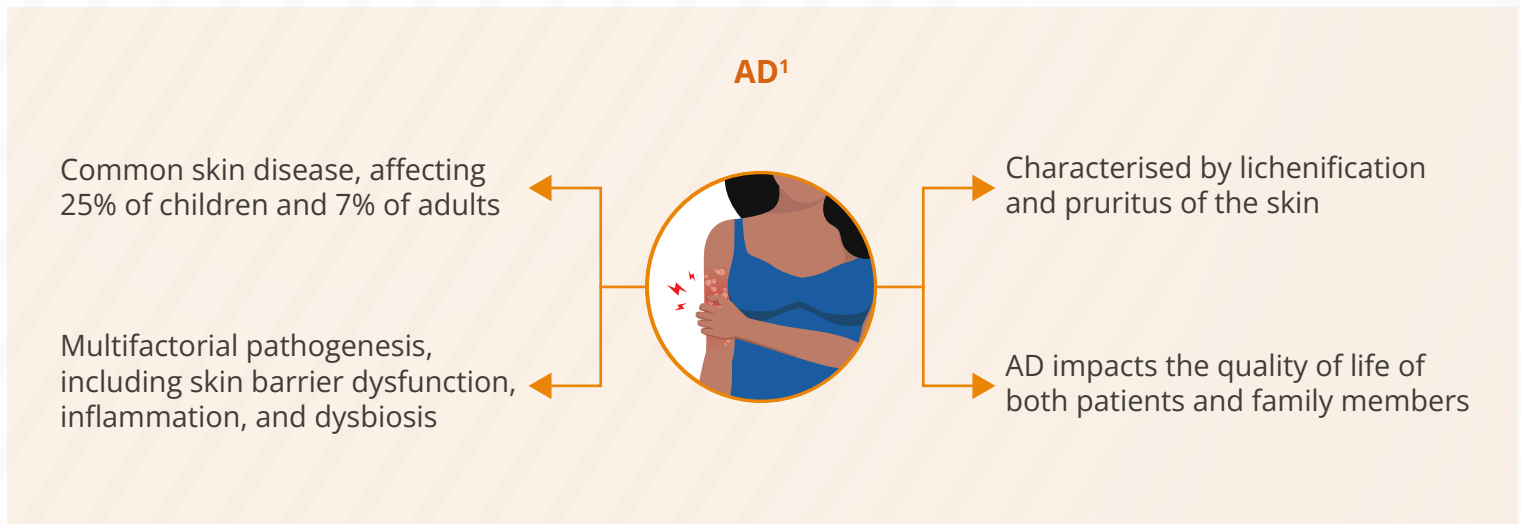 AD¹
Common skin disease, affecting
25% of children and 7% of adults
Multifactorial pathogenesis,
including skin barrier dysfunction,
inflammation, and dysbiosis
Characterised by lichenification
and pruritus of the skin
AD impacts the quality of life of
both patients and family members